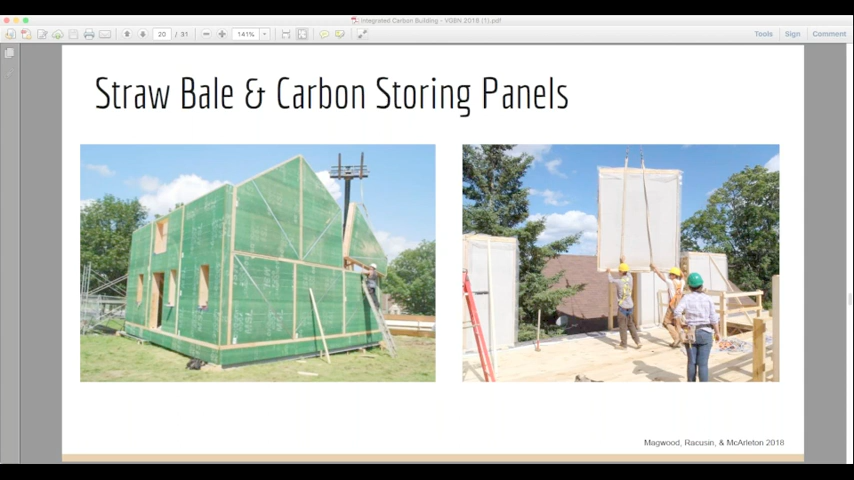 Integrated Carbon Building - VGBN 2018 (1).pdf
20 / 31
141%
Tools Sign Comment
Straw Bale & Carbon Storing Panels
Magwood, Racusin, & McArleton 2018